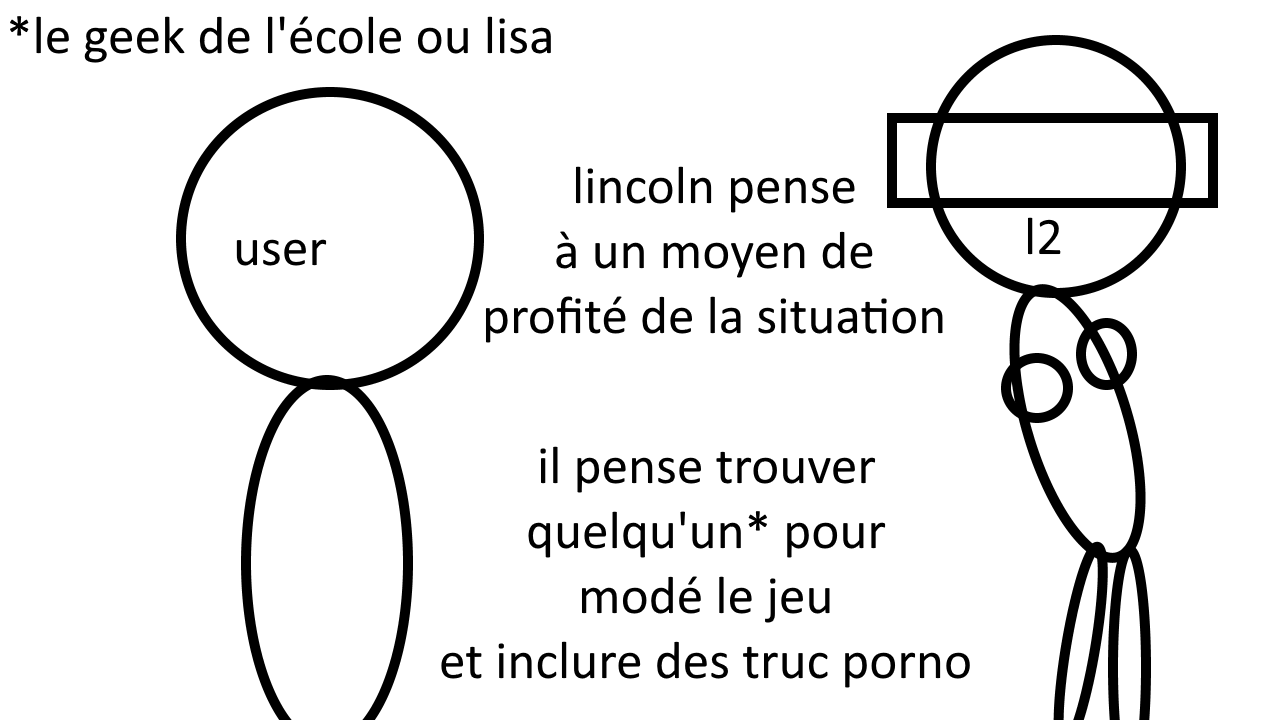 *le geek de l'école ou lisa
user
lincoln pense
à un moyen de
profité de la situation
l2
il pense trouver
quelqu'un* pour
modé le jeu
et inclure des truc porno